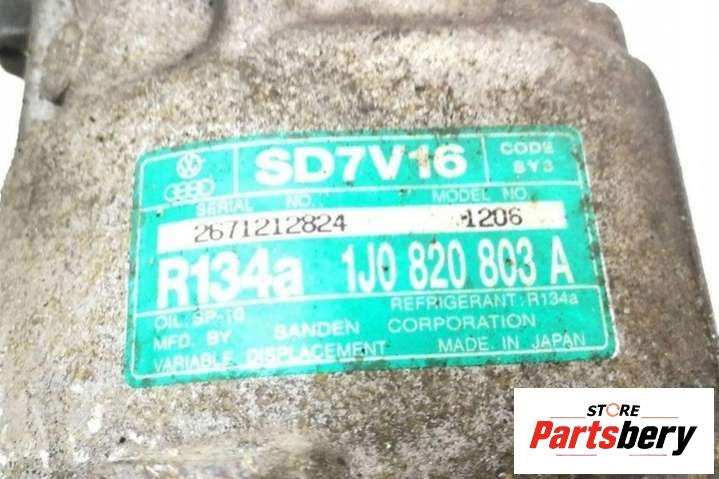 SD7V16
CODE
SY3
SERIAL NO. MODEL NO.
2671212824 1206
R134a 1J0 820 803 A
OIL: SP-10 REFRIGERANT: R134a
MFD. BY SANDEN CORPORATION
VARIABLE DISPLACEMENT MADE IN JAPAN
STORE
Partsbery